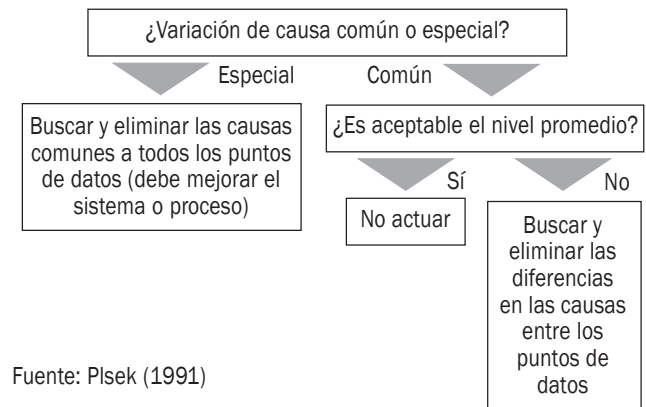 ¿Variación de causa común o especial?
Especial
Común
Buscar y eliminar las causas
comunes a todos los puntos
de datos (debe mejorar el
sistema o proceso)
¿Es aceptable el nivel promedio?
Sí
No
No actuar
Buscar y
eliminar las
diferencias
en las causas
entre los
puntos de
datos
Fuente: Plsek (1991)